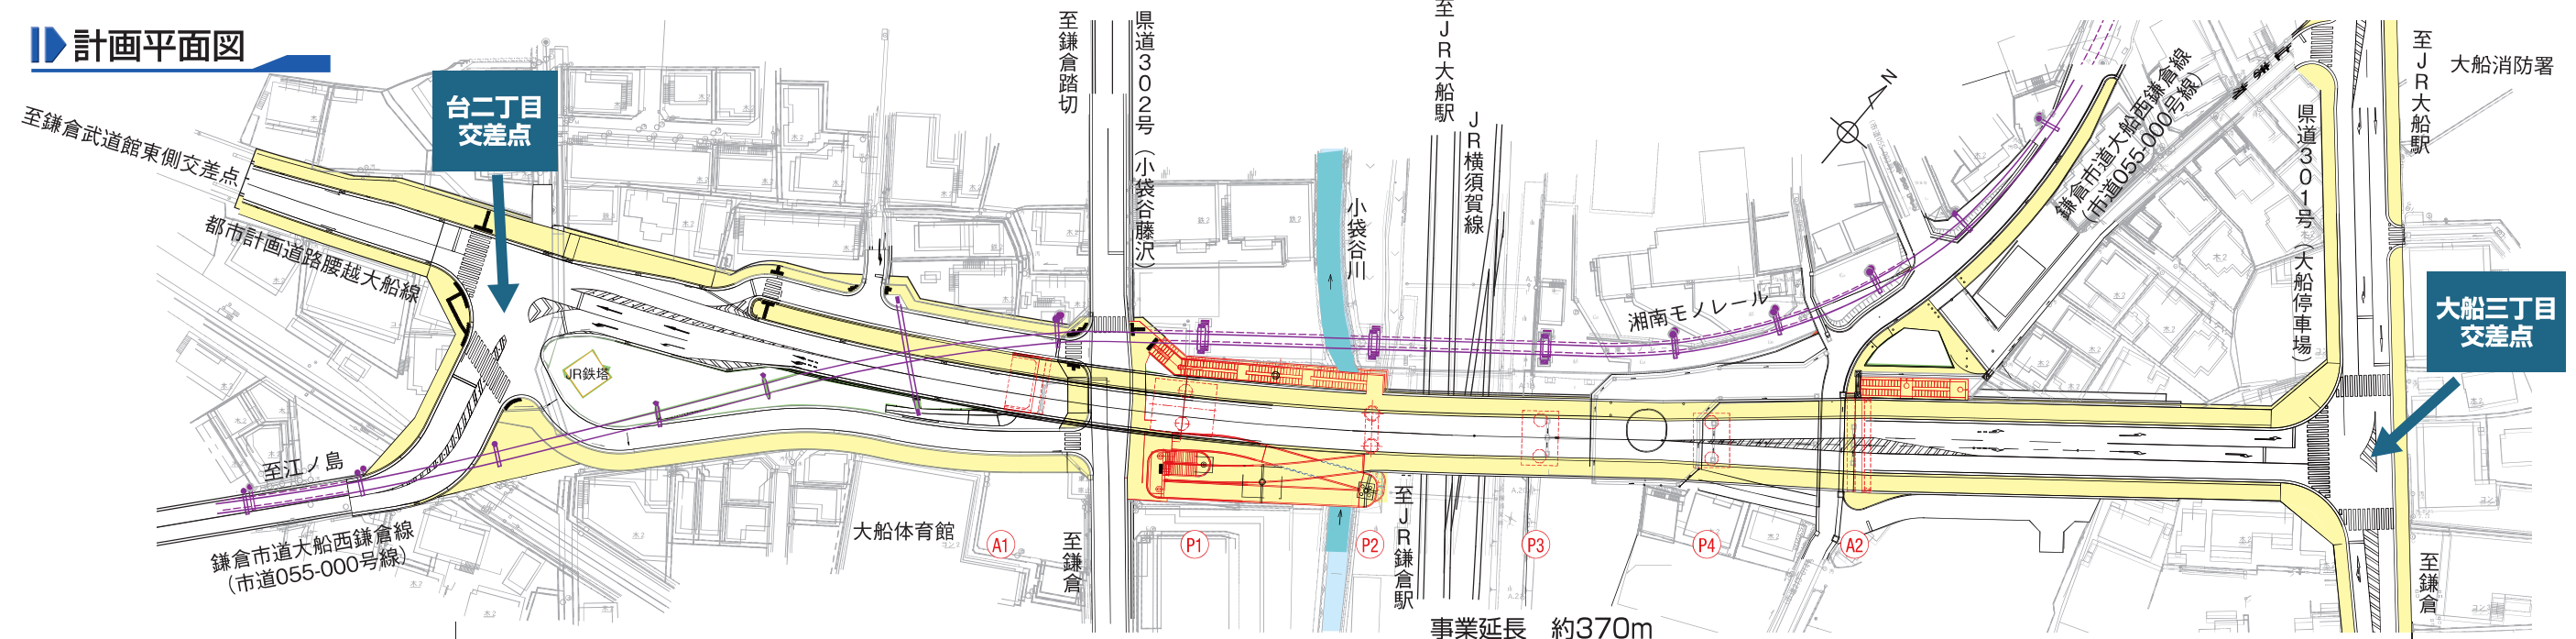 計画平面図
台二丁目
交差点
至鎌倉武道館東側交差点
都市計画道路腰越大船線
至江ノ島
鎌倉市道大船西鎌倉線
（市道055-000号線）
JR鉄塔
大船体育館
至鎌倉踏切
県道302号（小袋谷藤沢）
至鎌倉
小袋谷川
至JR大船駅
JR横須賀線
至JR鎌倉駅
湘南モノレール
N
鎌倉市道大船西鎌倉線
（市道055-000号線）
県道301号（大船停車場）
至JR大船駅
大船消防署
大船三丁目
交差点
至鎌倉
A1
P1
P2
P3
P4
A2
事業延長　約370m